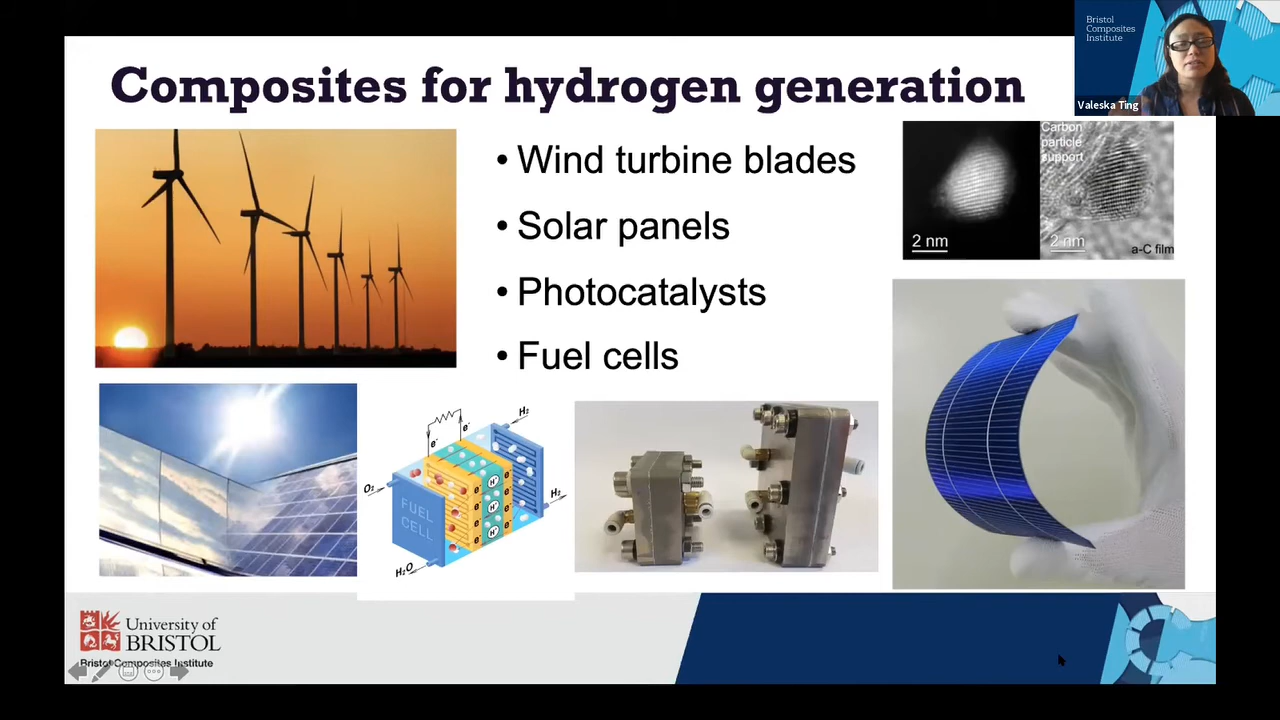 Composites for hydrogen generation
Bristol
Composites
Institute
Valeska Ting
• Wind turbine blades
• Solar panels
• Photocatalysts
• Fuel cells
2 nm
Carbon
particle
support
2 nm
a-C film
H₂
e⁻
e⁻
O₂
FUEL
CELL
e⁻
H⁺
e⁻
e⁻
H⁺
e⁻
e⁻
H⁺
e⁻
H₂
H₂O
University of
BRISTOL
Bristol Composites Institute